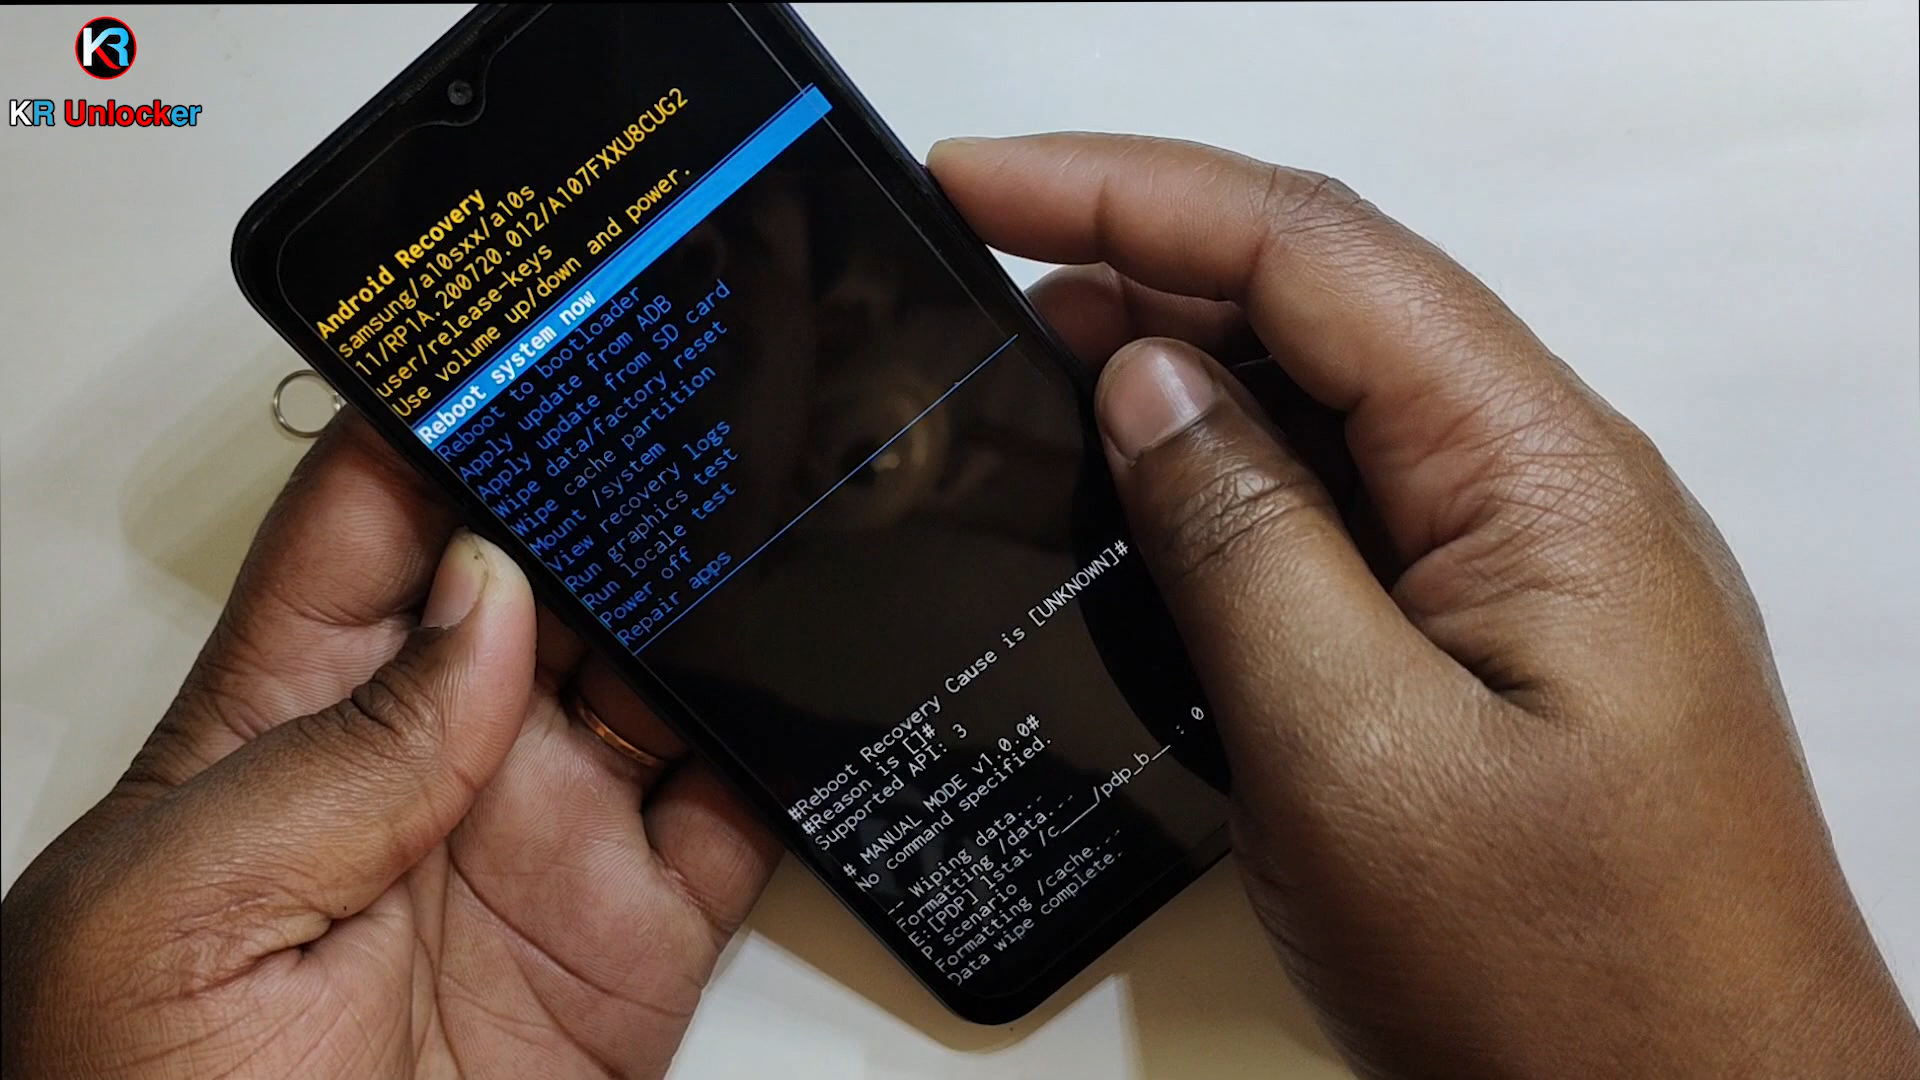 KR
KR Unlocker
Android Recovery
samsung/a10sxx/a10s
11/RP1A.200720.012/A107FXXU8CUG2
user/release-keys
Use volume up/down and power.
Reboot system now
Reboot to bootloader
Apply update from ADB
Apply update from SD card
Wipe data/factory reset
Wipe cache partition
Mount /system
View recovery logs
Run graphics test
Run locale test
Power off
Repair apps
#Reboot Recovery Cause is [UNKNOWN]#
#Reason is []#
Supported API: 3
# MANUAL MODE v1.0.0#
No command specified.
-- Wiping data...
Formatting /data...
E:[PDP] lstat /c____/pdp_b__ : 0
P scenario
Formatting /cache...
Data wipe complete.